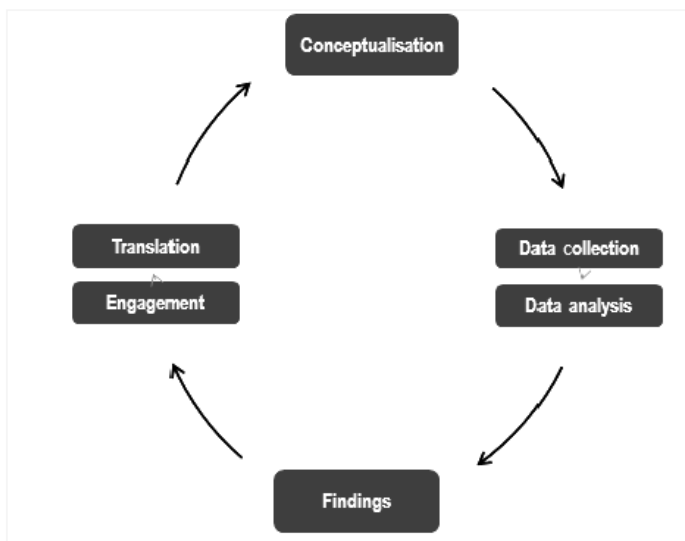 Conceptualisation
Translation
Data collection
Engagement
Data analysis
Findings